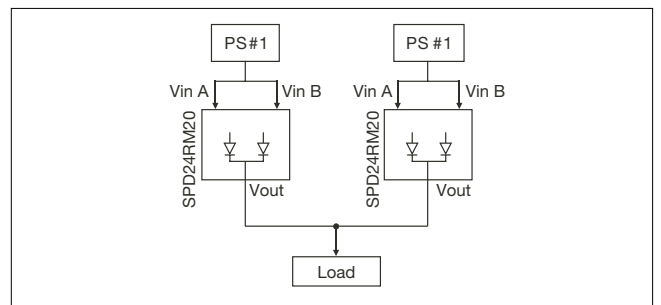 PS#1
PS #1
Vin A
Vin B
Vin A
Vin B
SPD24RM20
SPD24RM20
Vout
Vout
Load